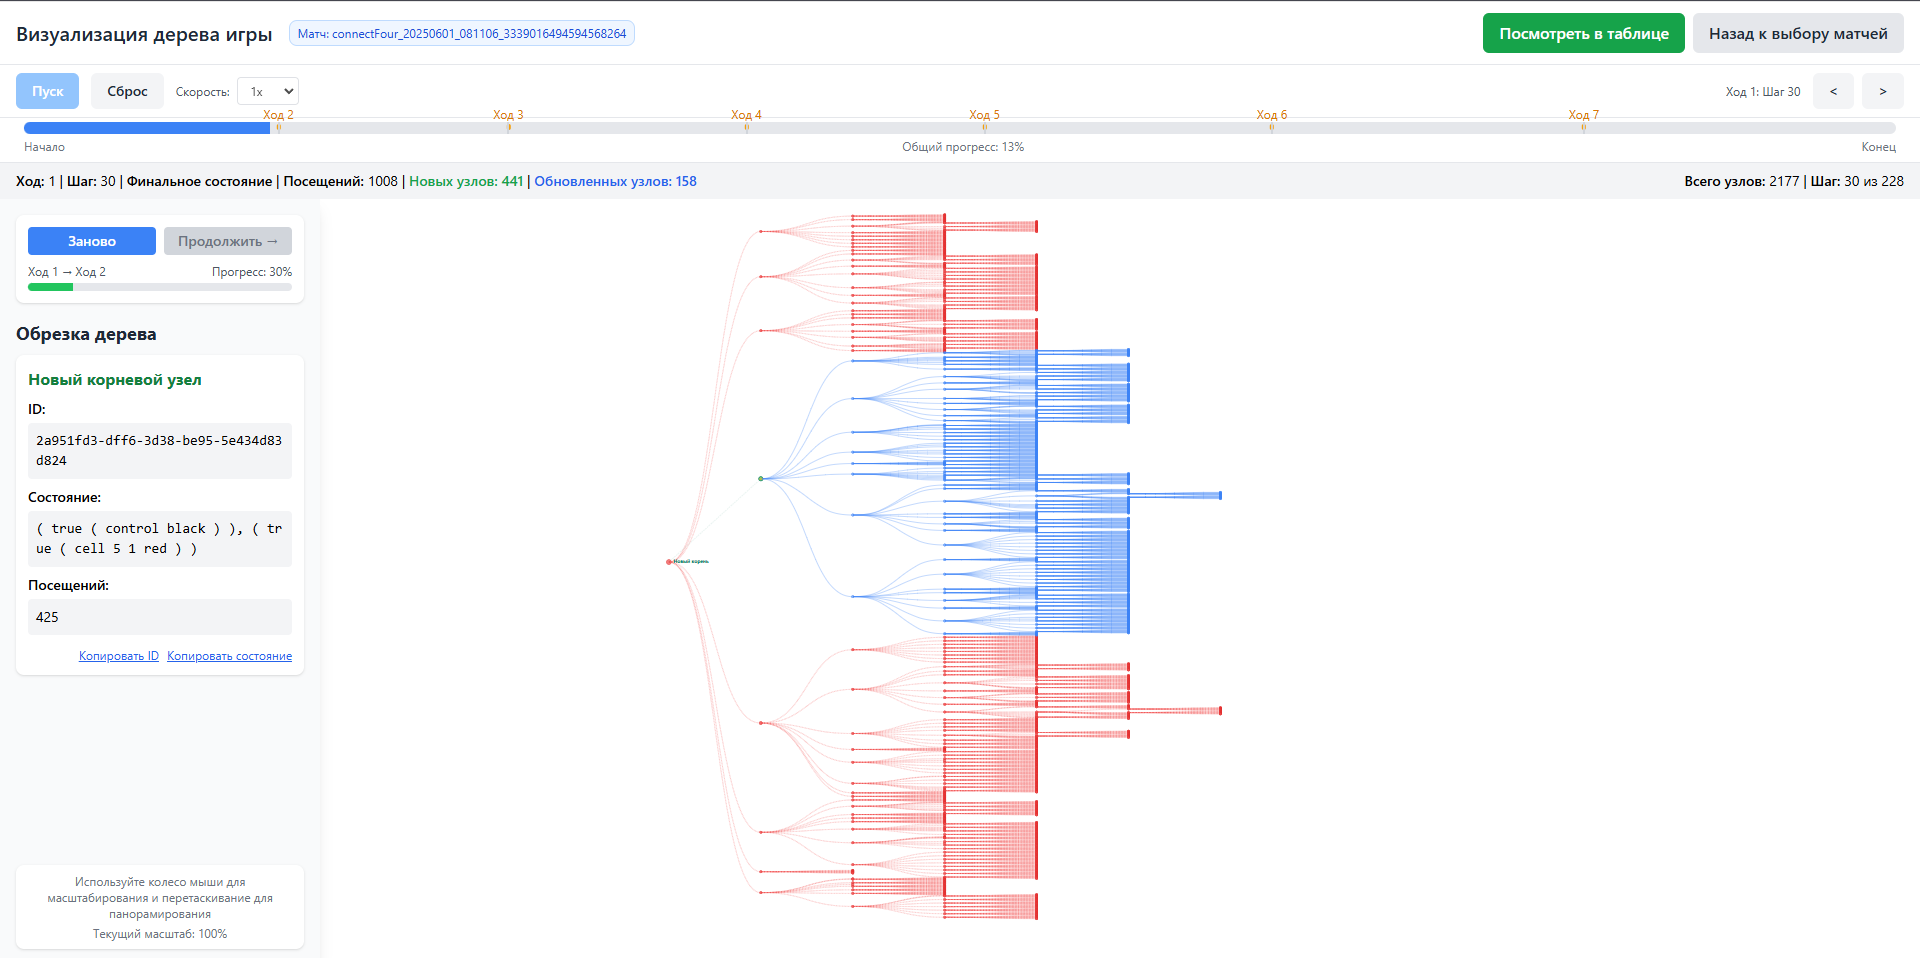 Визуализация дерева игры
Матч: connectFour_20250601_081106_3339016494594568264
Посмотреть в таблице
Назад к выбору матчей
Пуск
Сброс
Скорость:
1x
Ход 1: Шаг 30
<
>
Ход 2
Ход 3
Ход 4
Ход 5
Ход 6
Ход 7
Начало
Общий прогресс: 13%
Конец
Ход: 1 | Шаг: 30 | Финальное состояние | Посещений: 1008 | Новых узлов: 441 | Обновленных узлов: 158
Всего узлов: 2177 | Шаг: 30 из 228
Заново
Продолжить →
Ход 1 → Ход 2
Прогресс: 30%
Обрезка дерева
Новый корневой узел
ID:
2a951fd3-dff6-3d38-be95-5e434d83
d824
Состояние:
( true ( control black ) ), ( tr
ue ( cell 5 1 red ) )
Посещений:
425
Копировать ID
Копировать состояние
Новый корень
Используйте колесо мыши для
масштабирования и перетаскивание для
панорамирования
Текущий масштаб: 100%